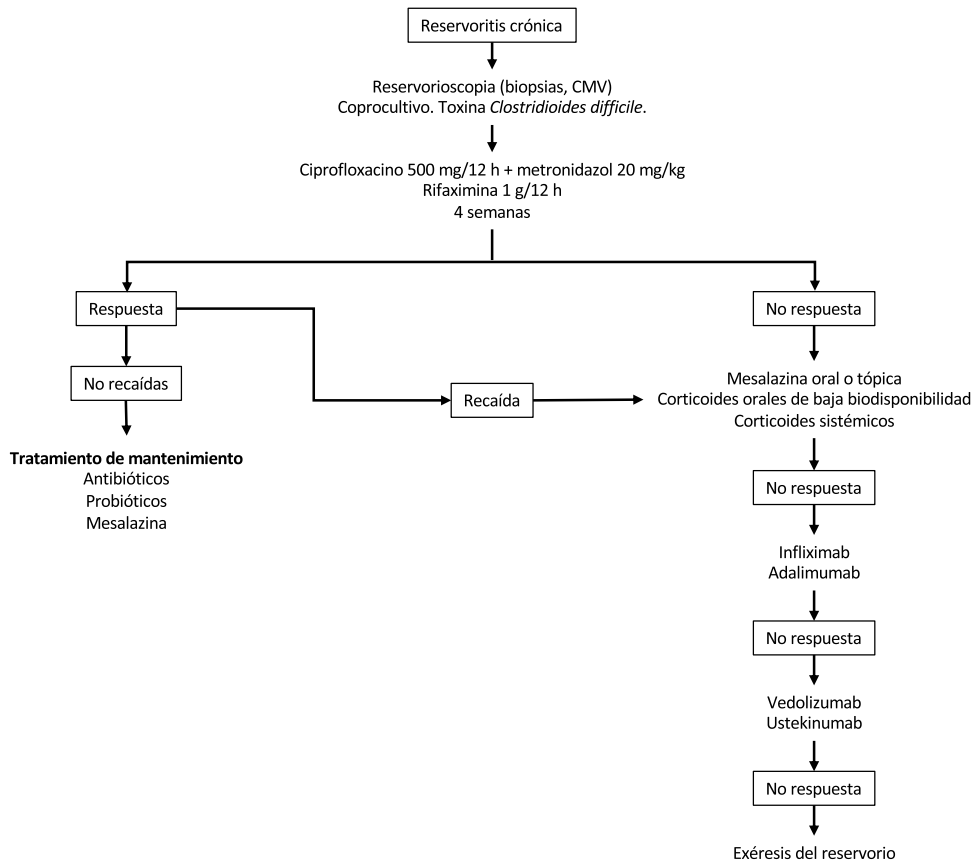 Reservoritis crónica
Reservorioscopia (biopsias, CMV)
Coprocultivo. Toxina Clostridioides difficile.
Ciprofloxacino 500 mg/12 h + metronidazol 20 mg/kg
Rifaximina 1 g/12 h
4 semanas
Respuesta
No respuesta
No recaídas
Recaída
Mesalazina oral o tópica
Corticoides orales de baja biodisponibilidad
Corticoides sistémicos
Tratamiento de mantenimiento
Antibióticos
Probióticos
Mesalazina
No respuesta
Infliximab
Adalimumab
No respuesta
Vedolizumab
Ustekinumab
No respuesta
Exéresis del reservorio